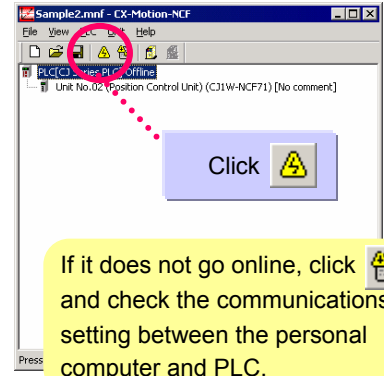 Sample2.mnf - CX-Motion-NCF
File View Help
PLC[CJ Series PLC] Offline
Unit No.02 (Position Control Unit) (CJ1W-NCF71) [No comment]
Click
If it does not go online, click
and check the communications
setting between the personal
computer and PLC.
Press